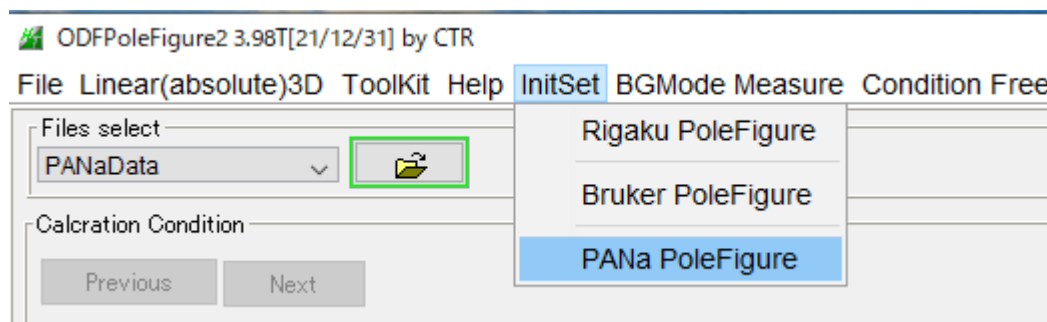 ODFPoleFigure2 3.98T[21/12/31] by CTR
File Linear(absolute)3D ToolKit Help InitSet BGMode Measure Condition Free
Files select
PANaData
Rigaku PoleFigure
Bruker PoleFigure
PANa PoleFigure
Calcration Condition
Previous Next